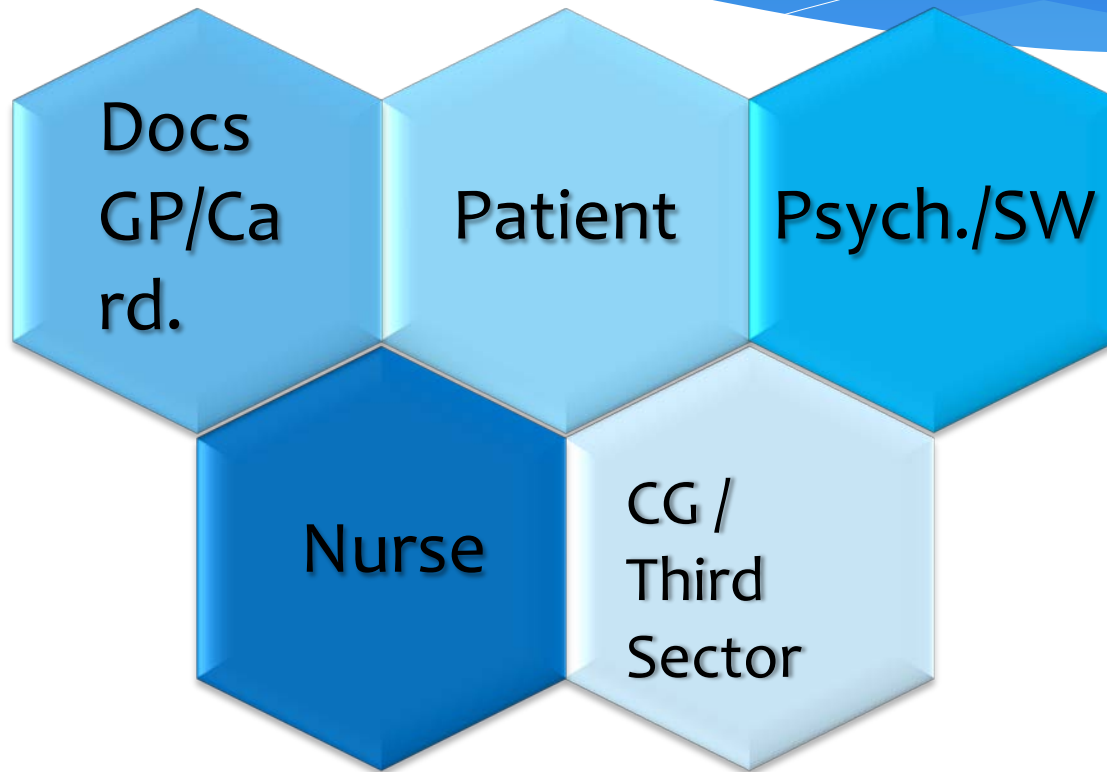 Docs
GP/Ca
rd.
Patient
Psych./SW
Nurse
CG /
Third
Sector